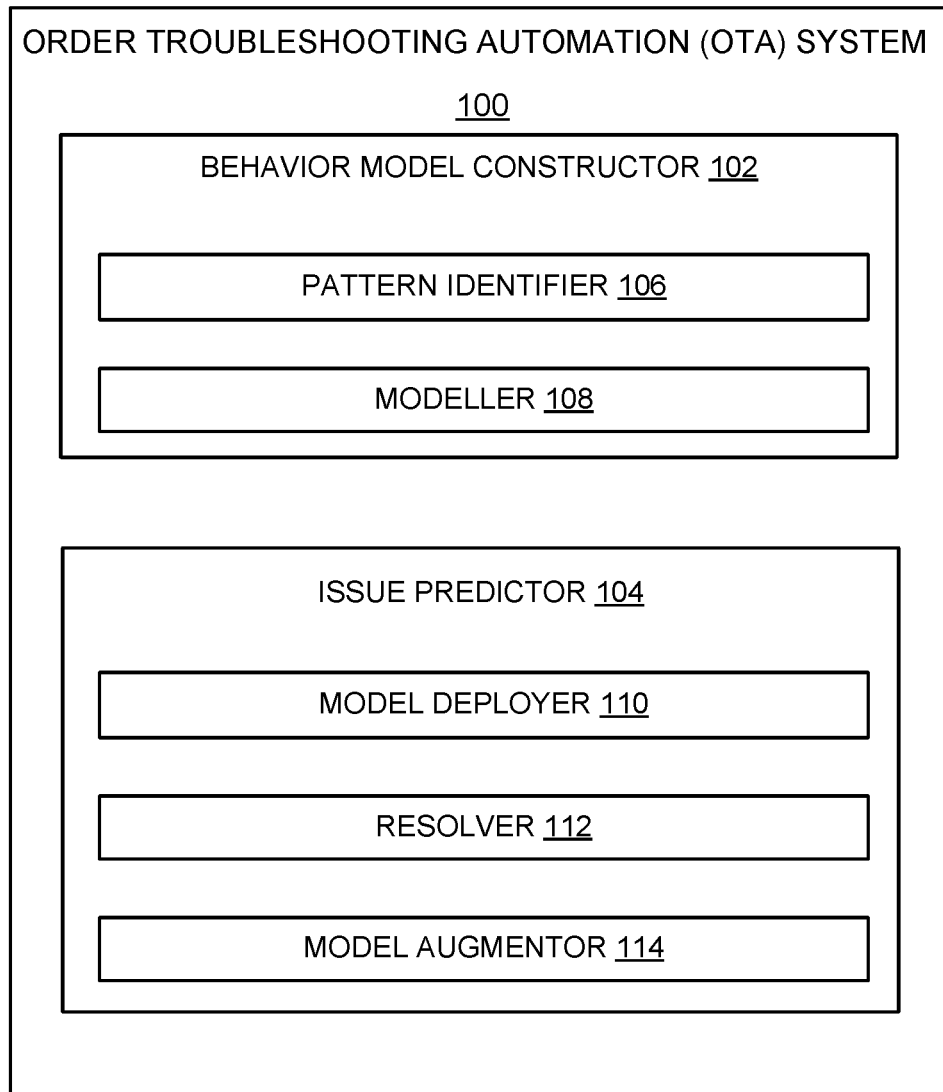 ORDER TROUBLESHOOTING AUTOMATION (OTA) SYSTEM
100
BEHAVIOR MODEL CONSTRUCTOR 102
PATTERN IDENTIFIER 106
MODELLER 108
ISSUE PREDICTOR 104
MODEL DEPLOYER 110
RESOLVER 112
MODEL AUGMENTOR 114